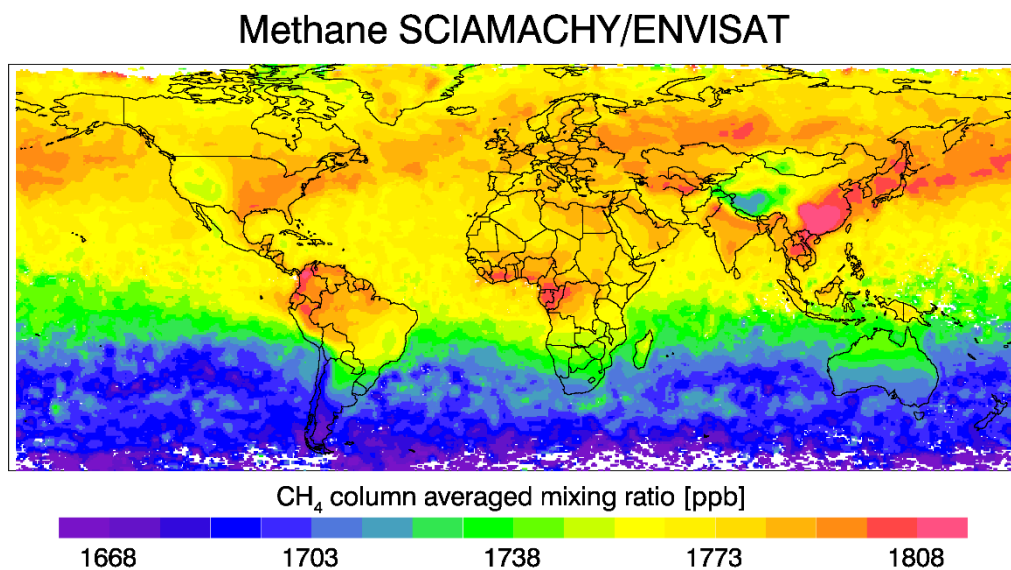 Methane SCIAMACHY/ENVISAT
CH₄ column averaged mixing ratio [ppb]
1668 1703 1738 1773 1808